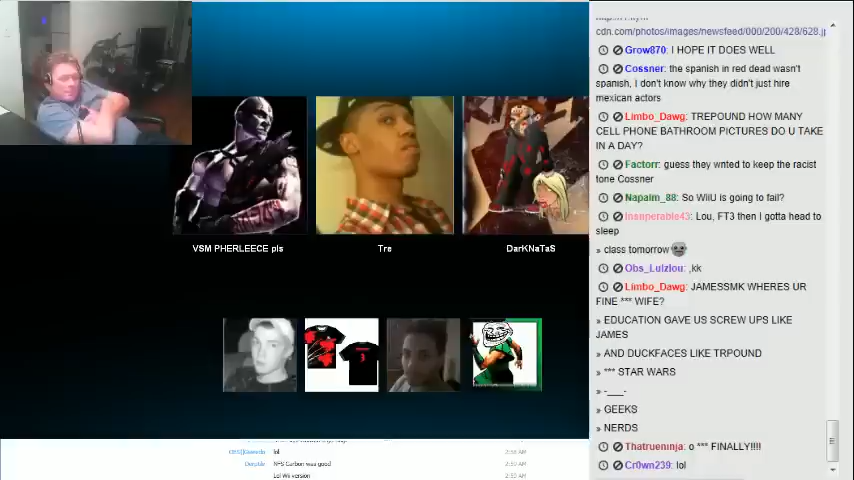 cdn.com/photos/images/newsfeed/000/200/428/628.j
Grow870: I HOPE IT DOES WELL
Cossner: the spanish in red dead wasn't
spanish, I don't know why they didn't just hire
mexican actors
Limbo_Dawg: TREPOUND HOW MANY
CELL PHONE BATHROOM PICTURES DO U TAKE
IN A DAY?
Factorr: guess they wnted to keep the racist
tone Cossner
Napalm_88: So WiiU is going to fail?
Insoperable43: Lou, FT3 then I gotta head to
sleep
» class tomorrow
Obs_Lulzlou: ,kk
Limbo_Dawg: JAMESSMK WHERES UR
FINE *** WIFE?
» EDUCATION GAVE US SCREW UPS LIKE
JAMES
» AND DUCKFACES LIKE TRPOUND
» *** STAR WARS
» -___-
» GEEKS
» NERDS
Thatrueninja: o *** FINALLY!!!!
Cr0wn239: lol
VSM PHERLEECE pls
Tre
DarKNaTaS
lol
2:58 AM
NFS Carbon was good
2:59 AM
Lol Wii version
2:59 AM